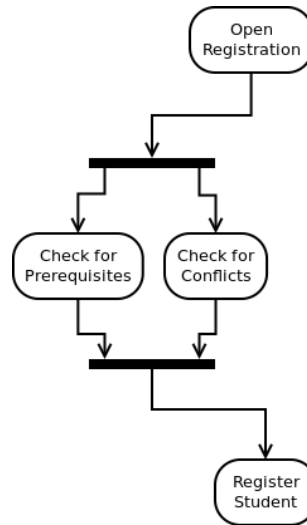 Open
Registration
Check for
Prerequisites
Check for
Conflicts
Register
Student